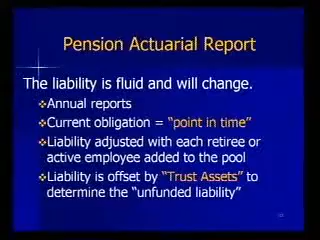 Pension Actuarial Report
The liability is fluid and will change.
❖Annual reports
❖Current obligation = “point in time”
❖Liability adjusted with each retiree or
active employee added to the pool
❖Liability is offset by “Trust Assets” to
determine the “unfunded liability”